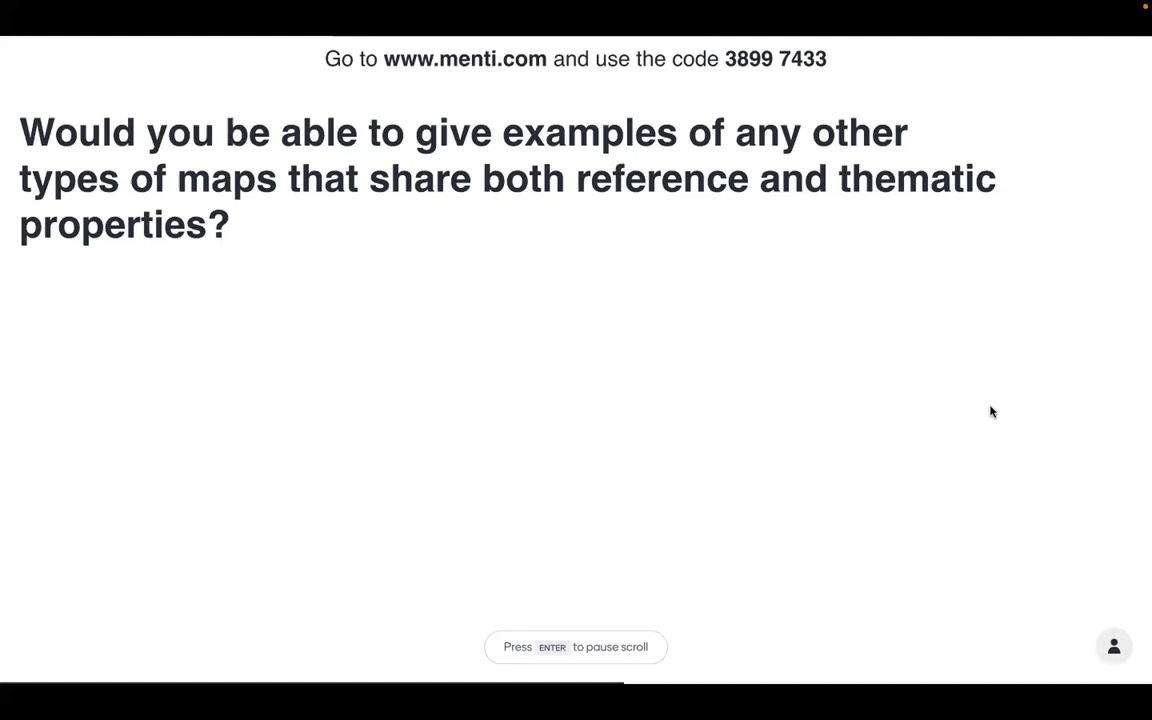 Go to www.menti.com and use the code 3899 7433
Would you be able to give examples of any other
types of maps that share both reference and thematic
properties?
Press ENTER to pause scroll